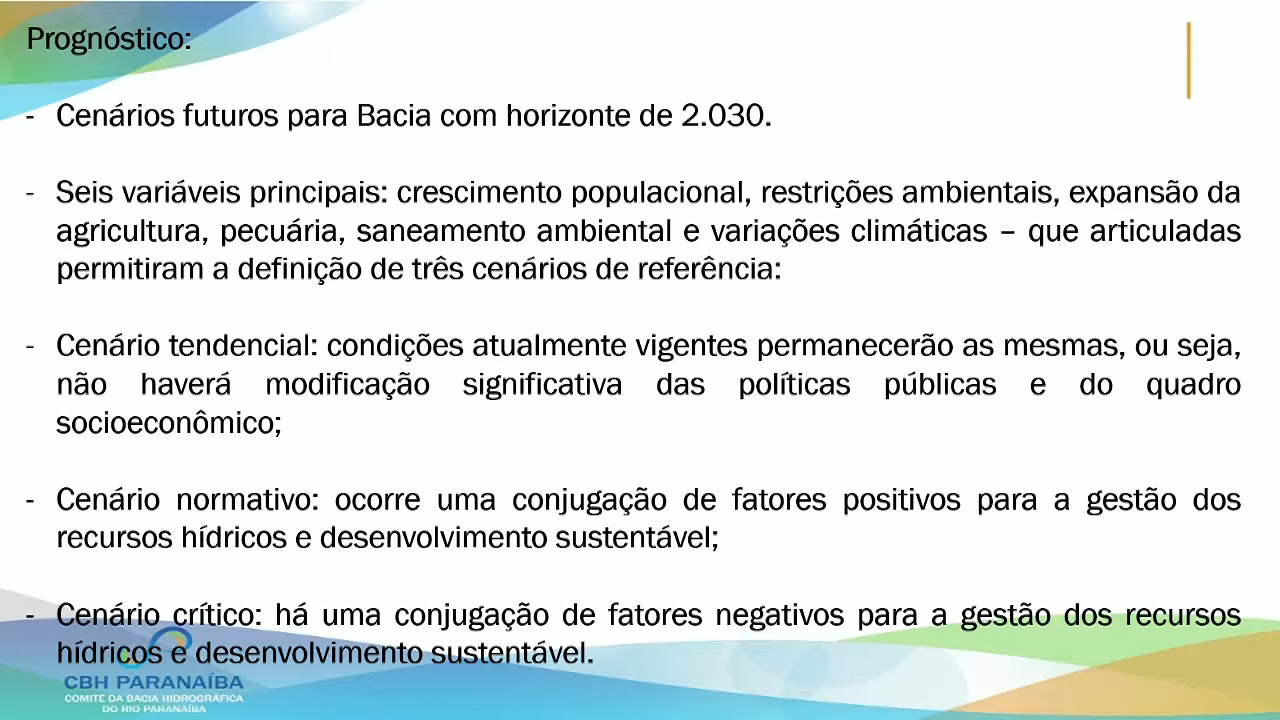 Prognóstico:
- Cenários futuros para Bacia com horizonte de 2.030.
- Seis variáveis principais: crescimento populacional, restrições ambientais, expansão da
agricultura, pecuária, saneamento ambiental e variações climáticas – que articuladas
permitiram a definição de três cenários de referência:
- Cenário tendencial: condições atualmente vigentes permanecerão as mesmas, ou seja,
não haverá modificação significativa das políticas públicas e do quadro
socioeconômico;
- Cenário normativo: ocorre uma conjugação de fatores positivos para a gestão dos
recursos hídricos e desenvolvimento sustentável;
- Cenário crítico: há uma conjugação de fatores negativos para a gestão dos recursos
hídricos e desenvolvimento sustentável.
CBH PARANAÍBA
COMITÊ DA BACIA HIDROGRÁFICA
DO RIO PARANAÍBA